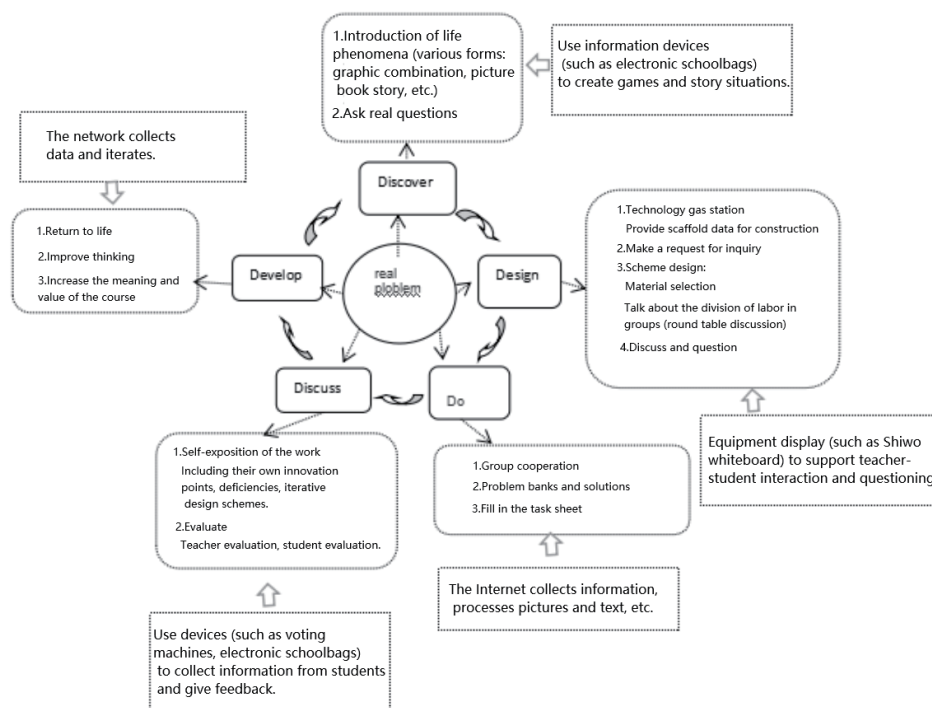 1.Introduction of life
phenomena (various forms:
graphic combination, picture
book story, etc.)
2.Ask real questions
Use information devices
(such as electronic schoolbags)
to create games and story situations.
The network collects
data and iterates.
Discover
1.Return to life
2.Improve thinking
3.Increase the meaning and
value of the course
Develop
real
ploblem
Design
1.Technology gas station
Provide scaffold data for construction
2.Make a request for inquiry
3.Scheme design:
Material selection
Talk about the division of labor in
groups (round table discussion)
4.Discuss and question
Discuss
Do
Equipment display (such as Shiwo
whiteboard) to support teacher-
student interaction and questioning
1.Self-exposition of the work
Including their own innovation
points, deficiencies, iterative
design schemes.
2.Evaluate
Teacher evaluation, student evaluation.
1.Group cooperation
2.Problem banks and solutions
3.Fill in the task sheet
The Internet collects information,
processes pictures and text, etc.
Use devices (such as voting
machines, electronic schoolbags)
to collect information from students
and give feedback.